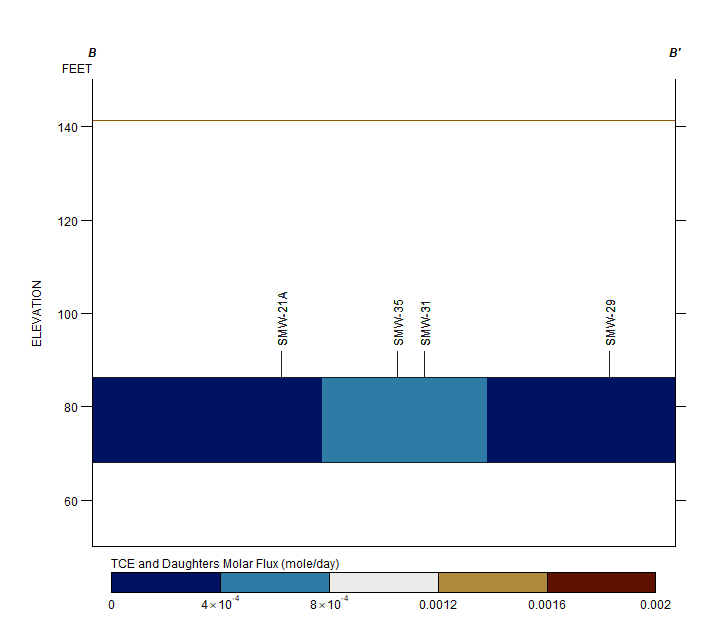 B B'
FEET
140
120
SMW-21A SMW-35 SMW-31 SMW-29
100
ELEVATION
80
60
TCE and Daughters Molar Flux (mole/day)
0 4×10⁻⁴ 8×10⁻⁴ 0.0012 0.0016 0.002